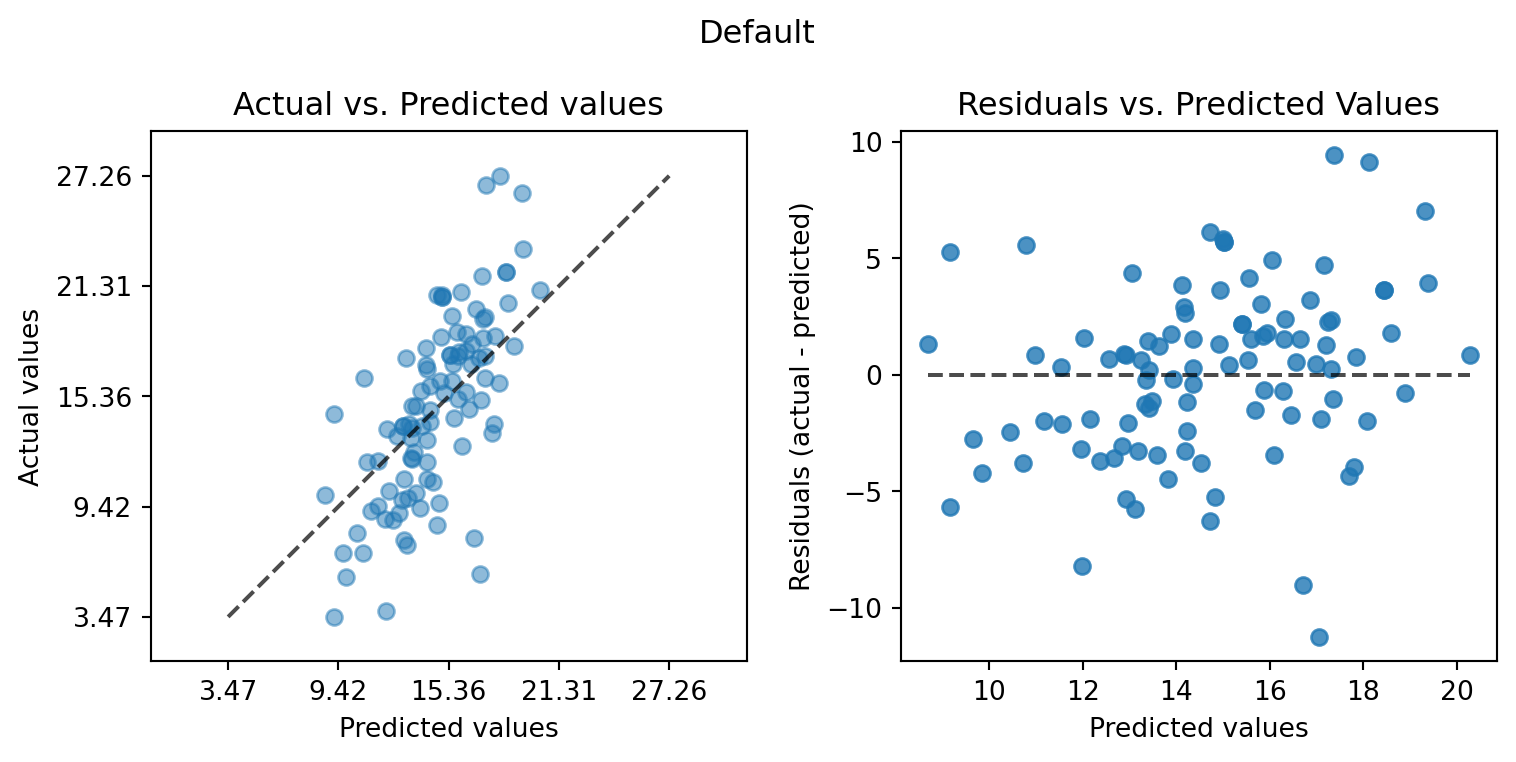 Default
Actual vs. Predicted values
27.26
21.31
15.36
9.42
3.47
Actual values
3.47 9.42 15.36 21.31 27.26
Predicted values
Residuals vs. Predicted Values
10
5
0
−5
−10
Residuals (actual - predicted)
10 12 14 16 18 20
Predicted values